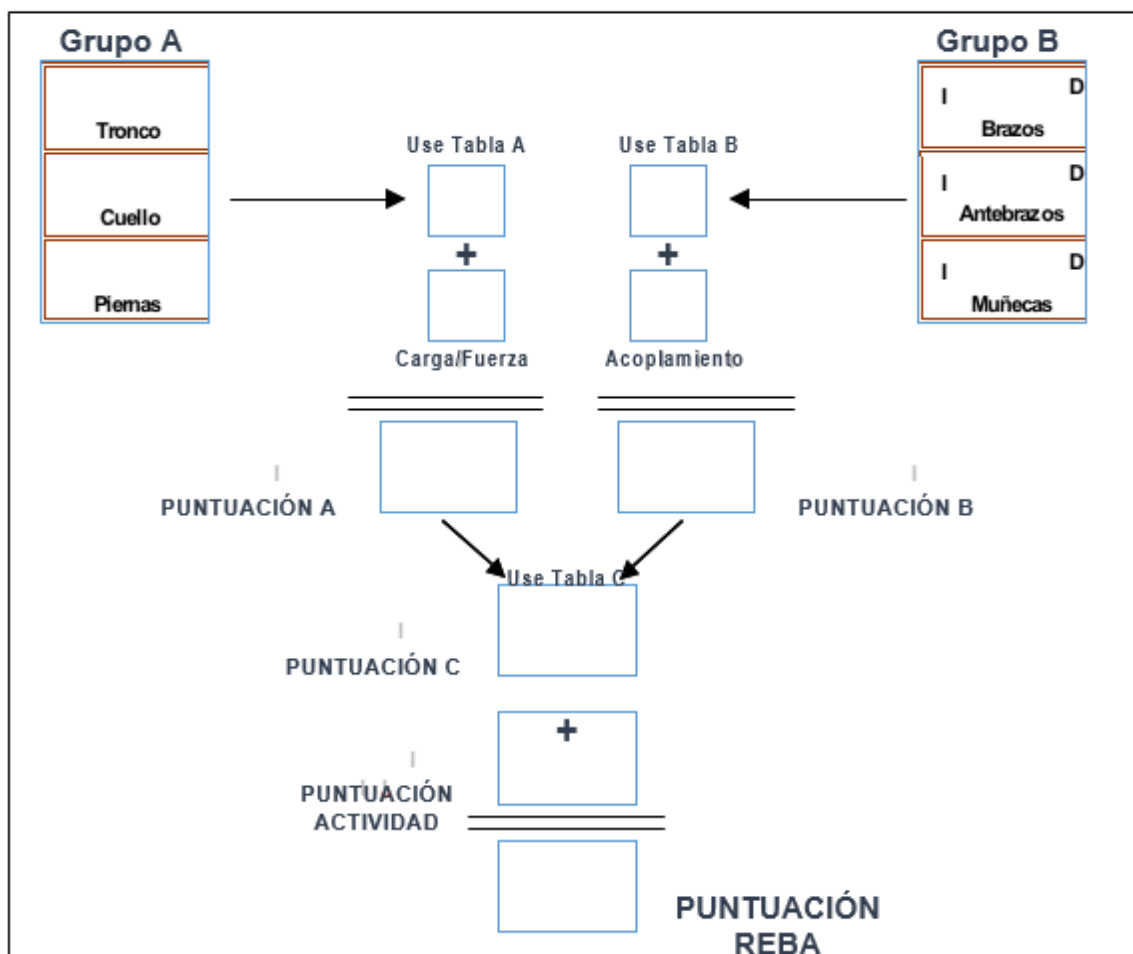 Grupo A
Tronco
Cuello
Piernas
Use Tabla A
+
Carga/Fuerza
Use Tabla B
+
Acoplamiento
Grupo B
I D
Brazos
I D
Antebrazos
I D
Muñecas
PUNTUACIÓN A
PUNTUACIÓN B
Use Tabla C
PUNTUACIÓN C
+
PUNTUACIÓN
ACTIVIDAD
PUNTUACIÓN
REBA